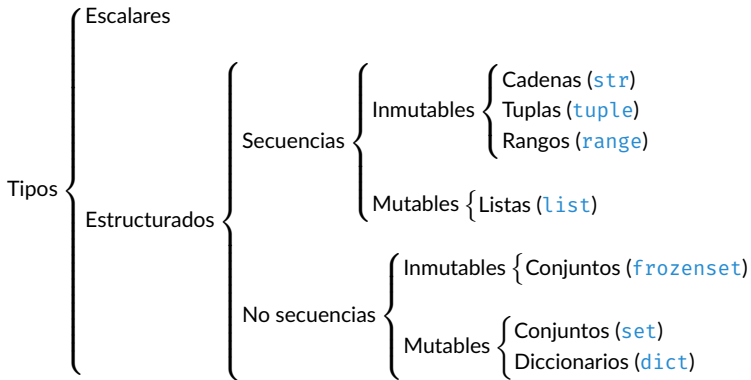 Tipos
Escalares
Estructurados
Secuencias
Inmutables
Cadenas (str)
Tuplas (tuple)
Rangos (range)
Mutables
Listas (list)
No secuencias
Inmutables
Conjuntos (frozenset)
Mutables
Conjuntos (set)
Diccionarios (dict)